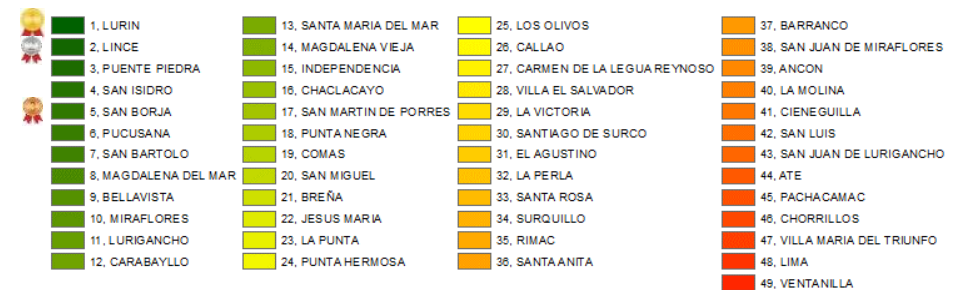 1, LURIN
2, LINCE
3, PUENTE PIEDRA
4, SAN ISIDRO
5, SAN BORJA
6, PUCUSANA
7, SAN BARTOLO
8, MAGDALENA DEL MAR
9, BELLAVISTA
10, MIRAFLORES
11, LURIGANCHO
12, CARABAYLLO
13, SANTA MARIA DEL MAR
14, MAGDALENA VIEJA
15, INDEPENDENCIA
16, CHACLACAYO
17, SAN MARTIN DE PORRES
18, PUNTA NEGRA
19, COMAS
20, SAN MIGUEL
21, BREÑA
22, JESUS MARIA
23, LA PUNTA
24, PUNTA HERMOSA
25, LOS OLIVOS
26, CALLAO
27, CARMEN DE LA LEGUA REYNOSO
28, VILLA EL SALVADOR
29, LA VICTORIA
30, SANTIAGO DE SURCO
31, EL AGUSTINO
32, LA PERLA
33, SANTA ROSA
34, SURQUILLO
35, RIMAC
36, SANTA ANITA
37, BARRANCO
38, SAN JUAN DE MIRAFLORES
39, ANCON
40, LA MOLINA
41, CIENEGUILLA
42, SAN LUIS
43, SAN JUAN DE LURIGANCHO
44, ATE
45, PACHACAMAC
46, CHORRILLOS
47, VILLA MARIA DEL TRIUNFO
48, LIMA
49, VENTANILLA